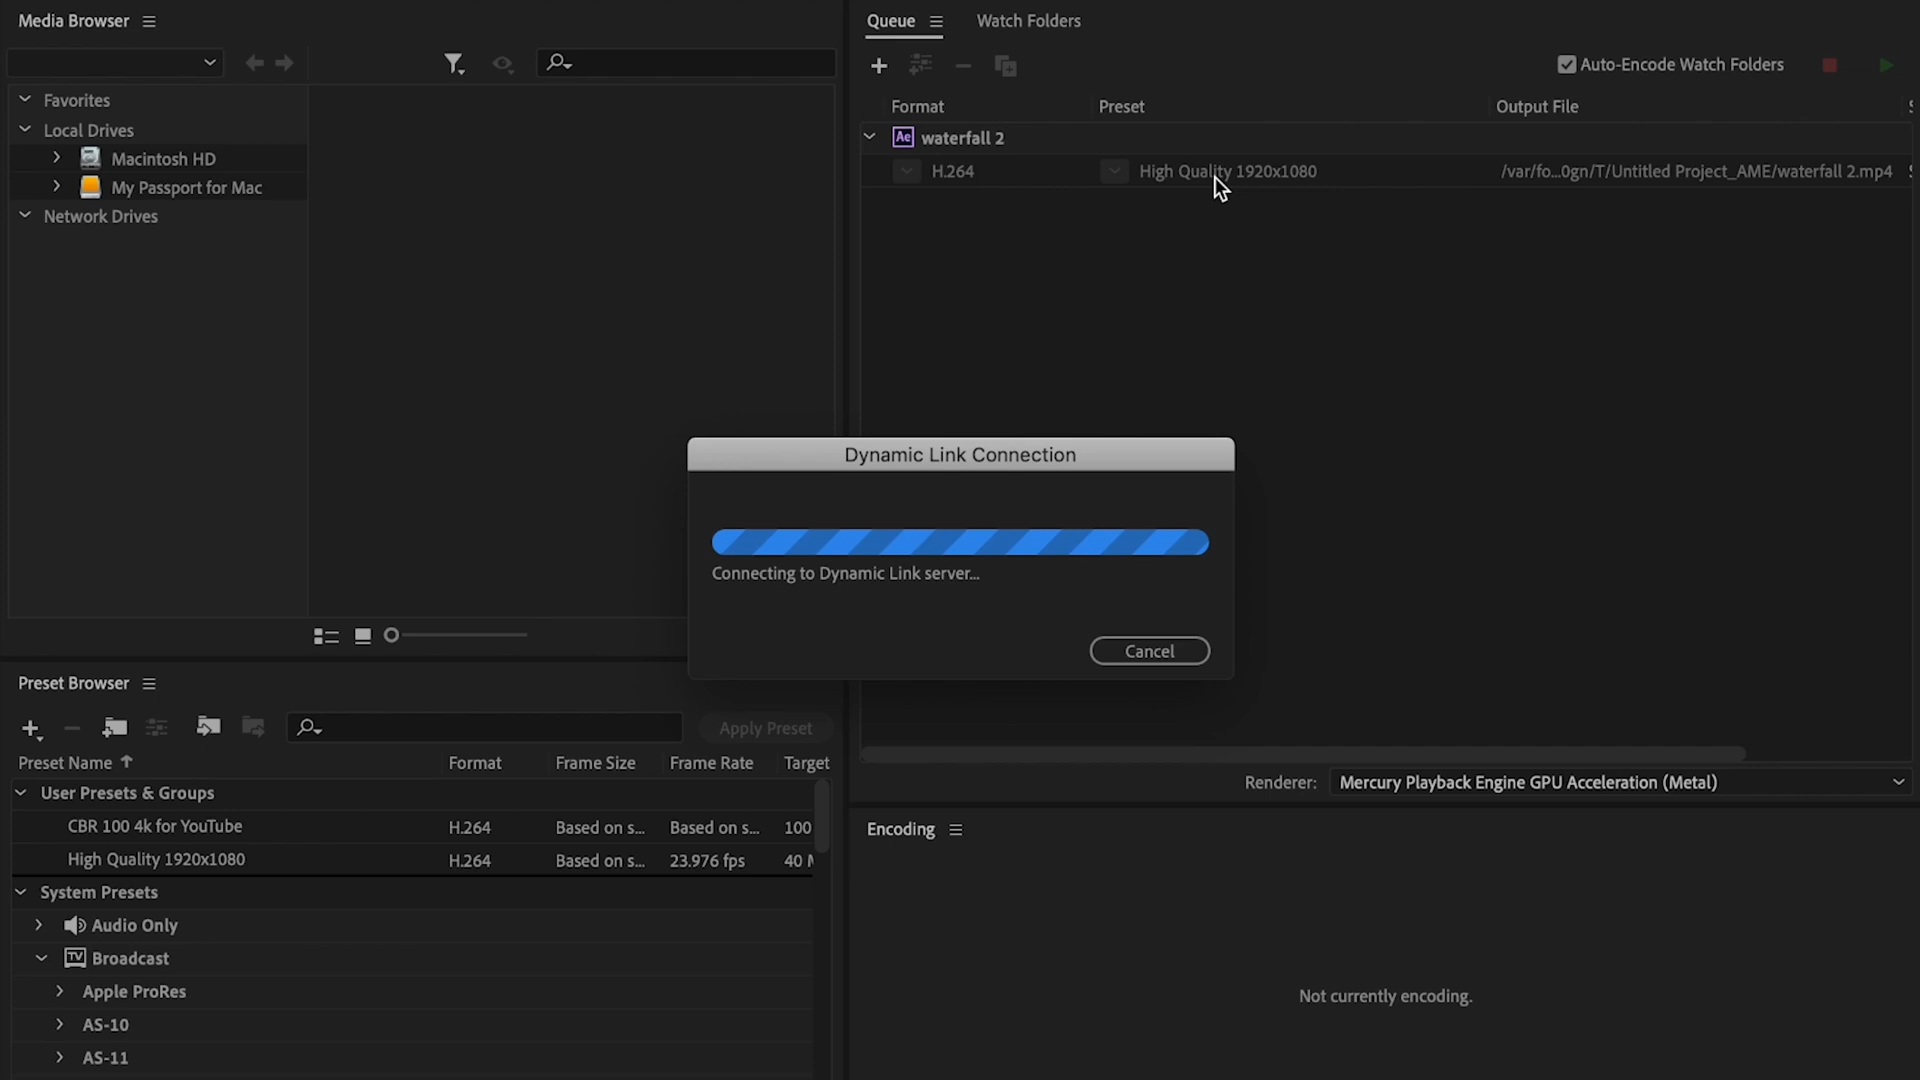 Media Browser
Queue
Watch Folders
Auto-Encode Watch Folders
Favorites
Local Drives
Macintosh HD
My Passport for Mac
Network Drives
Format Preset Output File
Ae waterfall 2
H.264 High Quality 1920x1080 /var/fo...0gn/T/Untitled Project_AME/waterfall 2.mp4
Dynamic Link Connection
Connecting to Dynamic Link server...
Cancel
Preset Browser
Apply Preset
Preset Name Format Frame Size Frame Rate Target
User Presets & Groups
CBR 100 4k for YouTube H.264 Based on s... Based on s... 100
High Quality 1920x1080 H.264 Based on s... 23.976 fps 40
System Presets
Audio Only
TV Broadcast
Apple ProRes
AS-10
AS-11
Renderer: Mercury Playback Engine GPU Acceleration (Metal)
Encoding
Not currently encoding.